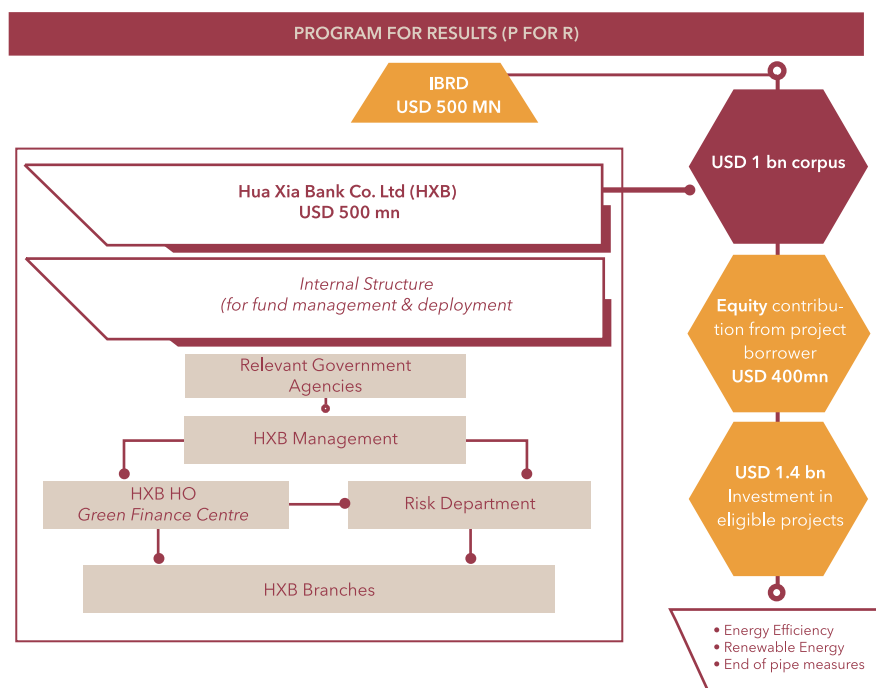 PROGRAM FOR RESULTS (P FOR R)
IBRD
USD 500 MN
USD 1 bn corpus
Hua Xia Bank Co. Ltd (HXB)
USD 500 mn
Internal Structure
(for fund management & deployment
Relevant Government
Agencies
HXB Management
HXB HO
Green Finance Centre
Risk Department
HXB Branches
Equity contribu-
tion from project
borrower
USD 400mn
USD 1.4 bn
Investment in
eligible projects
• Energy Efficiency
• Renewable Energy
• End of pipe measures